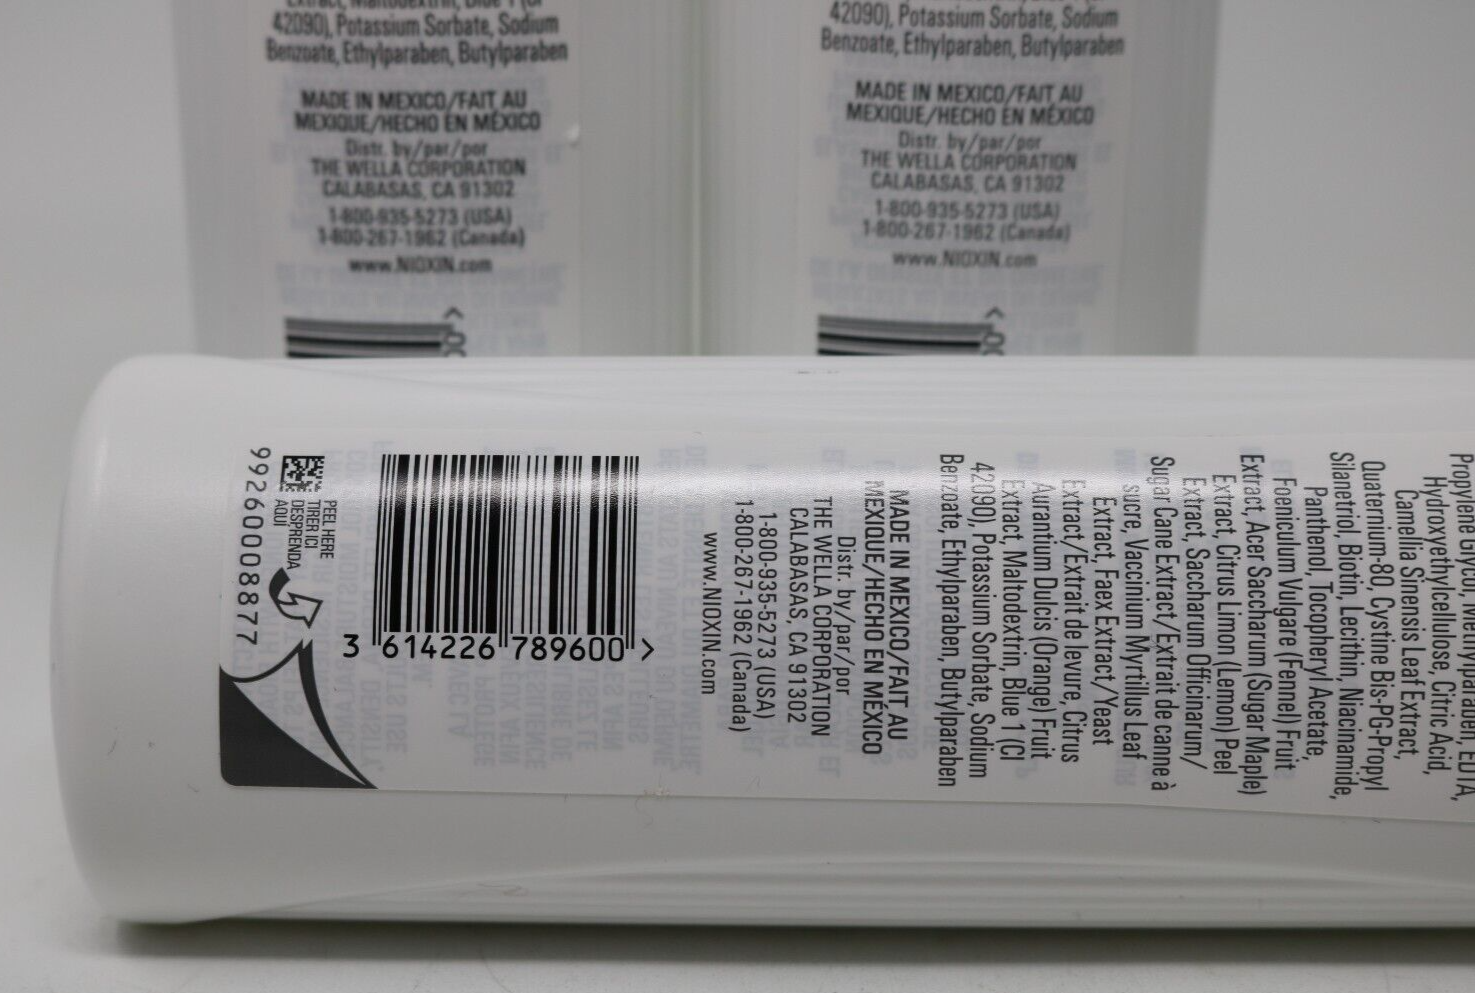 42090), Potassium Sorbate, Sodium
Benzoate, Ethylparaben, Butylparaben
MADE IN MEXICO/FAIT AU
MEXIQUE/HECHO EN MÉXICO
Distr. by/par/por
THE WELLA CORPORATION
CALABASAS, CA 91302
1-800-935-5273 (USA)
1-800-267-1962 (Canada)
www.NIOXIN.com
42090), Potassium Sorbate, Sodium
Benzoate, Ethylparaben, Butylparaben
MADE IN MEXICO/FAIT AU
MEXIQUE/HECHO EN MÉXICO
Distr. by/par/por
THE WELLA CORPORATION
CALABASAS, CA 91302
1-800-935-5273 (USA)
1-800-267-1962 (Canada)
www.NIOXIN.com
Propylene Glycol, Methylparaben, EDTA,
Hydroxyethylcellulose, Citric Acid,
Camellia Sinensis Leaf Extract,
Quaternium-80, Cystine Bis-PG-Propyl
Silanetriol, Biotin, Lecithin, Niacinamide,
Panthenol, Tocopheryl Acetate,
Foeniculum Vulgare (Fennel) Fruit
Extract, Acer Saccharum (Sugar Maple)
Extract, Citrus Limon (Lemon) Peel
Extract, Saccharum Officinarum/
Sugar Cane Extract/Extrait de canne à
sucre, Vaccinium Myrtillus Leaf
Extract, Faex Extract/Yeast
Extract/Extrait de levure, Citrus
Aurantium Dulcis (Orange) Fruit
Extract, Maltodextrin, Blue 1 (CI
42090), Potassium Sorbate, Sodium
Benzoate, Ethylparaben, Butylparaben
MADE IN MEXICO/FAIT AU
MEXIQUE/HECHO EN MÉXICO
Distr. by/par/por
THE WELLA CORPORATION
CALABASAS, CA 91302
1-800-935-5273 (USA)
1-800-267-1962 (Canada)
www.NIOXIN.com
3 614226 789600 >
PEEL HERE
TIRER ICI
DESPRENDA
AQUI
99260008877